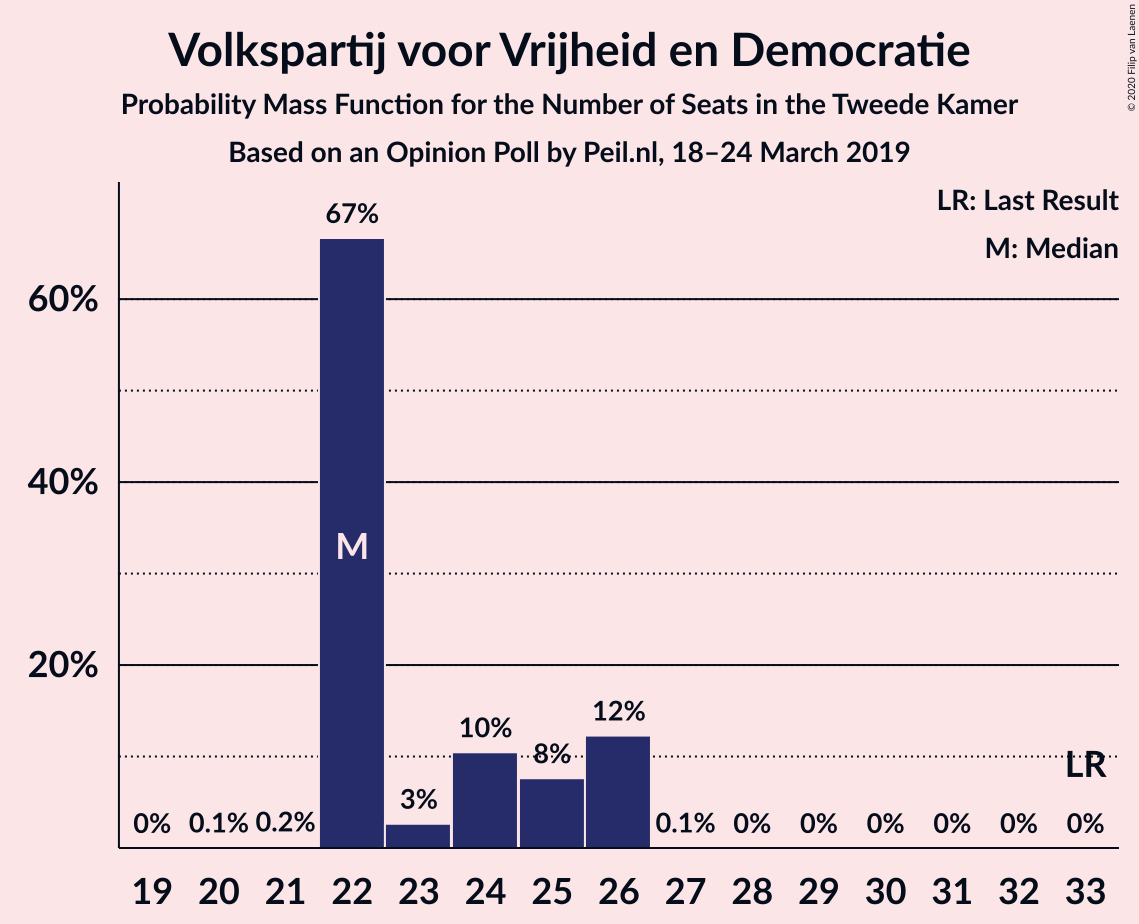 Volkspartij voor Vrijheid en Democratie
Probability Mass Function for the Number of Seats in the Tweede Kamer
Based on an Opinion Poll by Peil.nl, 18–24 March 2019
© 2020 Filip van Laenen
LR: Last Result
M: Median
67%
60%
40%
M
20%
12%
10%
8%
LR
3%
0% 0.1% 0.2% 0.1% 0% 0% 0% 0% 0% 0%
19 20 21 22 23 24 25 26 27 28 29 30 31 32 33